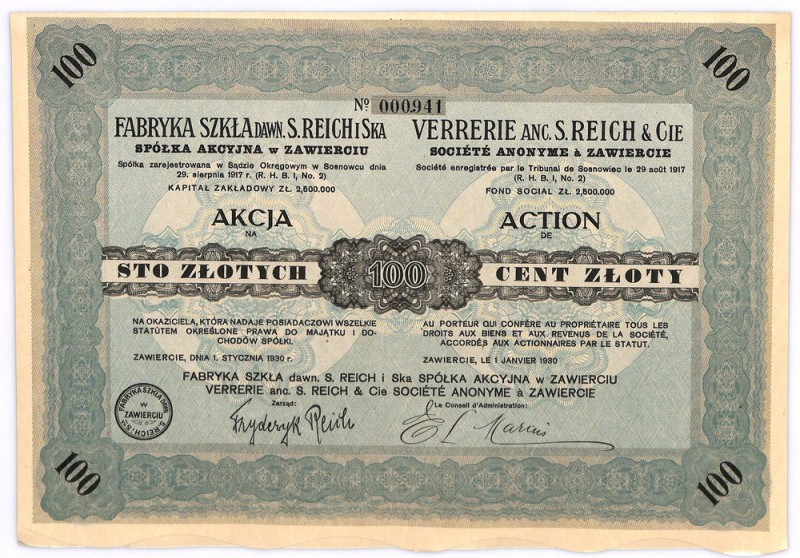 100
100
No 000941
FABRYKA SZKŁA DAWN. S. REICH I SKA
SPÓŁKA AKCYJNA w ZAWIERCIU
Spółka zarejestrowana w Sądzie Okręgowym w Sosnowcu dnia
29. sierpnia 1917 r. (R. H. B. I, No. 2)
KAPITAŁ ZAKŁADOWY ZŁ. 2,600.000
AKCJA
NA
STO ZŁOTYCH
VERRERIE ANC. S. REICH & CIE
SOCIÉTÉ ANONYME à ZAWIERCIE
Société enregistrée par le Tribunal de Sosnowiec le 29 août 1917
(R. H. B. I, No. 2)
FOND SOCIAL ZŁ. 2,600.000
ACTION
DE
100
CENT ZŁOTY
NA OKAZICIELA, KTÓRA NADAJE POSIADACZOWI WSZELKIE
STATUTEM OKREŚLONE PRAWA DO MAJĄTKU I DO-
CHODÓW SPÓŁKI.
ZAWIERCIE, DNIA 1. STYCZNIA 1930 r.
AU PORTEUR QUI CONFÈRE AU PROPRIÉTAIRE TOUS LES
DROITS AUX BIENS ET AUX REVENUS DE LA SOCIÉTÉ,
ACCORDÉS AUX ACTIONNAIRES PAR LE STATUT.
ZAWIERCIE, LE 1 JANVIER 1930
FABRYKA SZKŁA dawn. S. REICH i Ska SPÓŁKA AKCYJNA w ZAWIERCIU
VERRERIE anc. S. REICH & Cie SOCIÉTÉ ANONYME à ZAWIERCIE
Zarząd:
Le Conseil d'Administration:
Fryderyk Reich
FABRYKA SZKŁA DAWN.
S. REICH i Ska
w
ZAWIERCIU
100
100